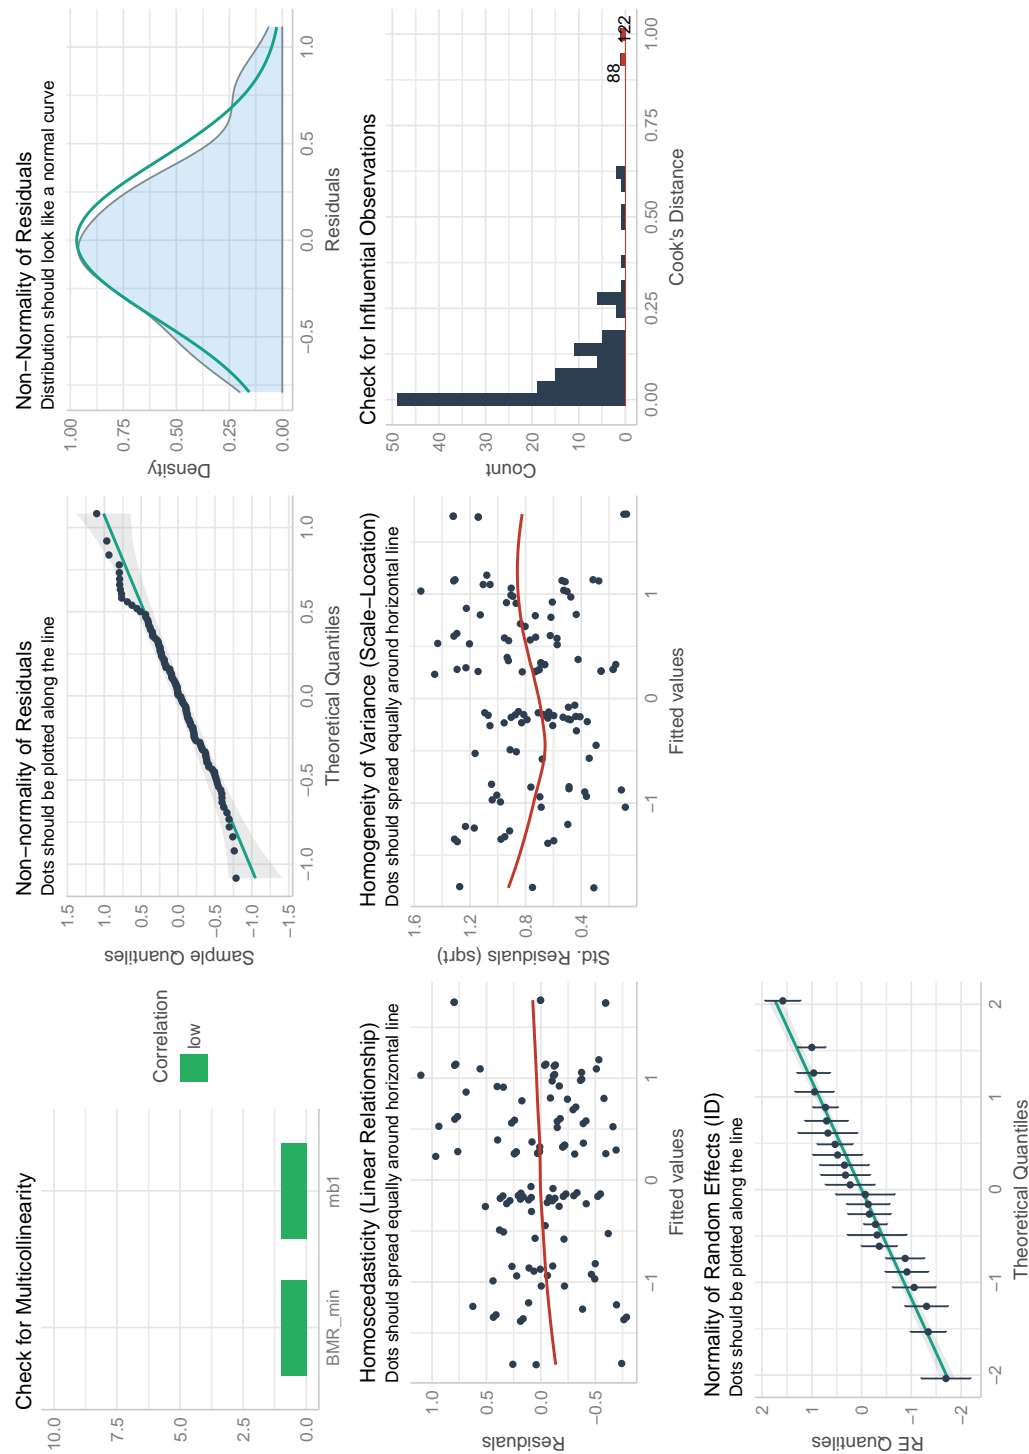 Check for Multicollinearity
10.0
7.5
5.0
2.5
0.0
BMR_min
mb1
Correlation
low
Non−normality of Residuals
Dots should be plotted along the line
Sample Quantiles
1.5
1.0
0.5
0.0
−0.5
−1.0
−1.5
−1.0
−0.5
0.0
0.5
1.0
Theoretical Quantiles
Non−Normality of Residuals
Distribution should look like a normal curve
Density
1.00
0.75
0.50
0.25
0.00
−0.5
0.0
0.5
1.0
Residuals
Homoscedasticity (Linear Relationship)
Dots should spread equally around horizontal line
Residuals
1.0
0.5
0.0
−0.5
−1
0
1
Fitted values
Homogeneity of Variance (Scale−Location)
Dots should spread equally around horizontal line
Std. Residuals (sqrt)
1.6
1.2
0.8
0.4
−1
0
1
Fitted values
Check for Influential Observations
Count
50
40
30
20
10
0
88
122
0.00
0.25
0.50
0.75
1.00
Cook's Distance
Normality of Random Effects (ID)
Dots should be plotted along the line
RE Quantiles
2
1
0
−1
−2
−2
−1
0
1
2
Theoretical Quantiles